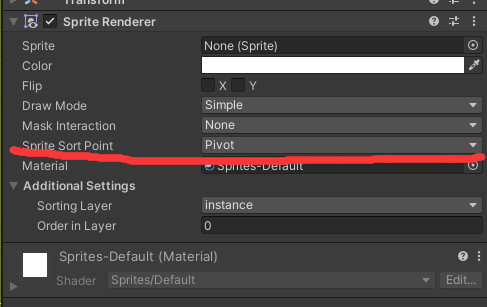 Transform
Sprite Renderer
Sprite None (Sprite)
Color
Flip X Y
Draw Mode Simple
Mask Interaction None
Sprite Sort Point Pivot
Material Sprites-Default
Additional Settings
Sorting Layer instance
Order in Layer 0
Sprites-Default (Material)
Shader Sprites/Default Edit...